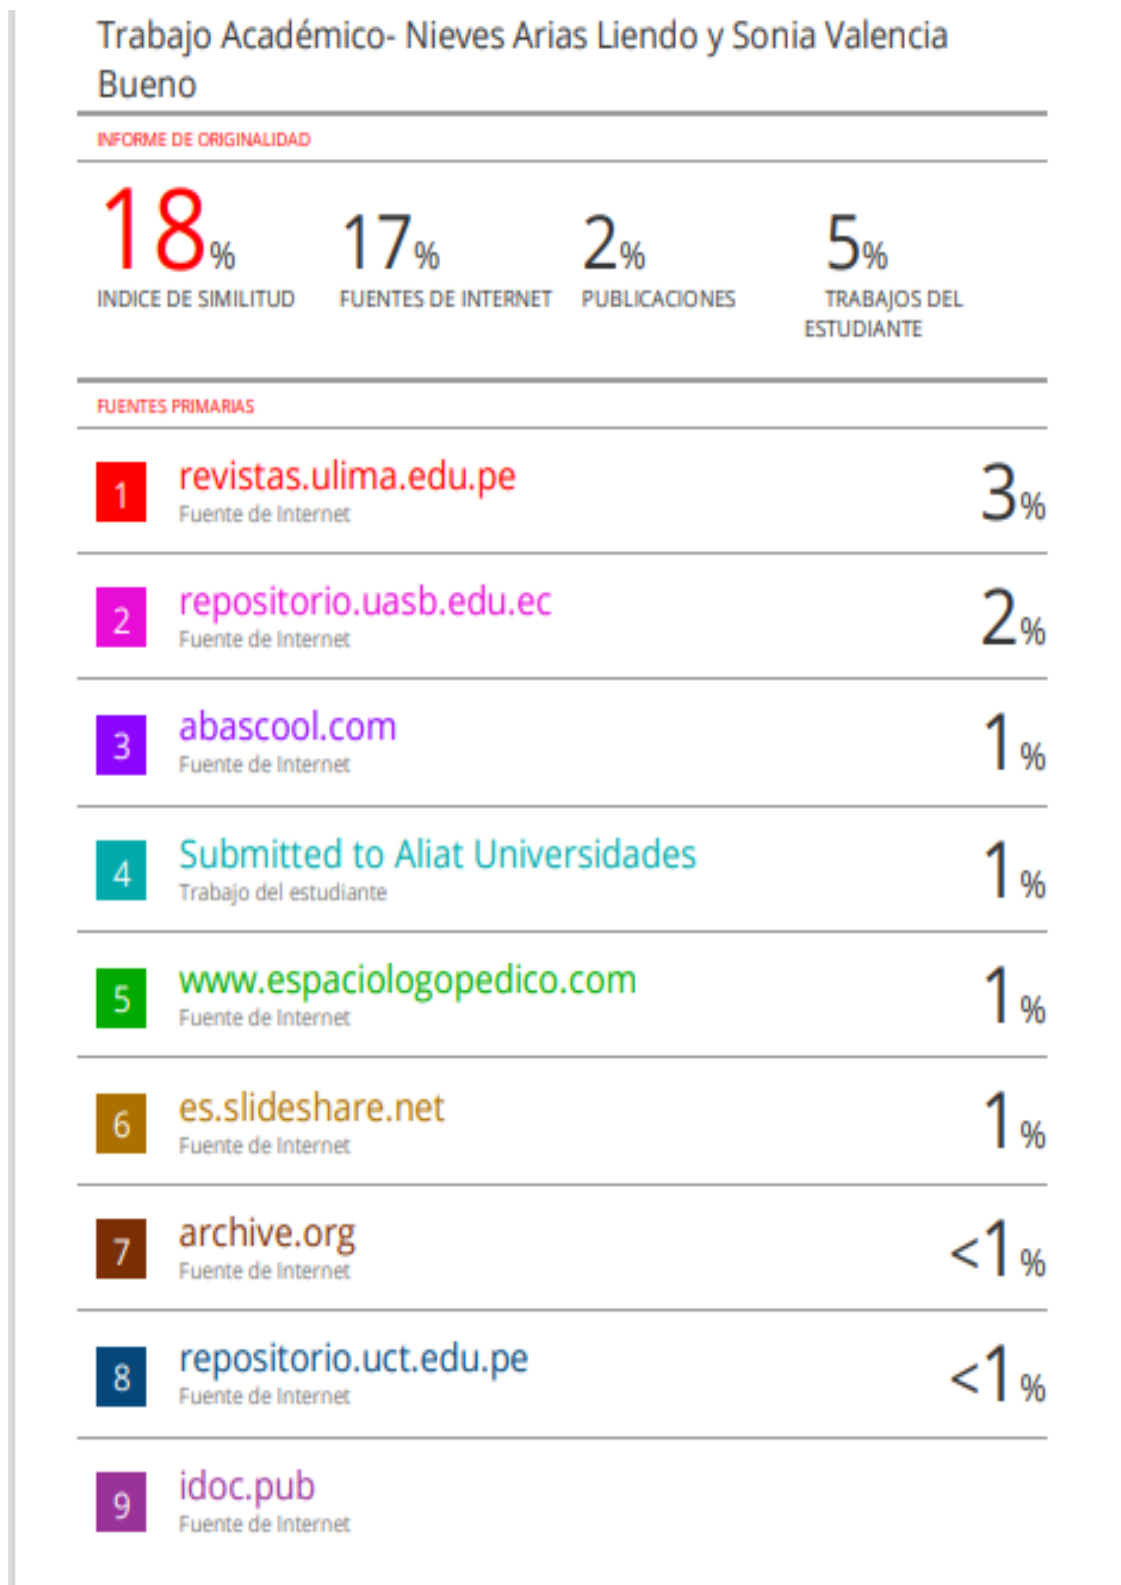 Trabajo Académico- Nieves Arias Liendo y Sonia Valencia
Bueno
INFORME DE ORIGINALIDAD
18% 17% 2% 5%
INDICE DE SIMILITUD FUENTES DE INTERNET PUBLICACIONES TRABAJOS DEL
ESTUDIANTE
FUENTES PRIMARIAS
1 revistas.ulima.edu.pe 3%
Fuente de Internet
2 repositorio.uasb.edu.ec 2%
Fuente de Internet
3 abascool.com 1%
Fuente de Internet
4 Submitted to Aliat Universidades 1%
Trabajo del estudiante
5 www.espaciologopedico.com 1%
Fuente de Internet
6 es.slideshare.net 1%
Fuente de Internet
7 archive.org <1%
Fuente de Internet
8 repositorio.uct.edu.pe <1%
Fuente de Internet
9 idoc.pub
Fuente de Internet